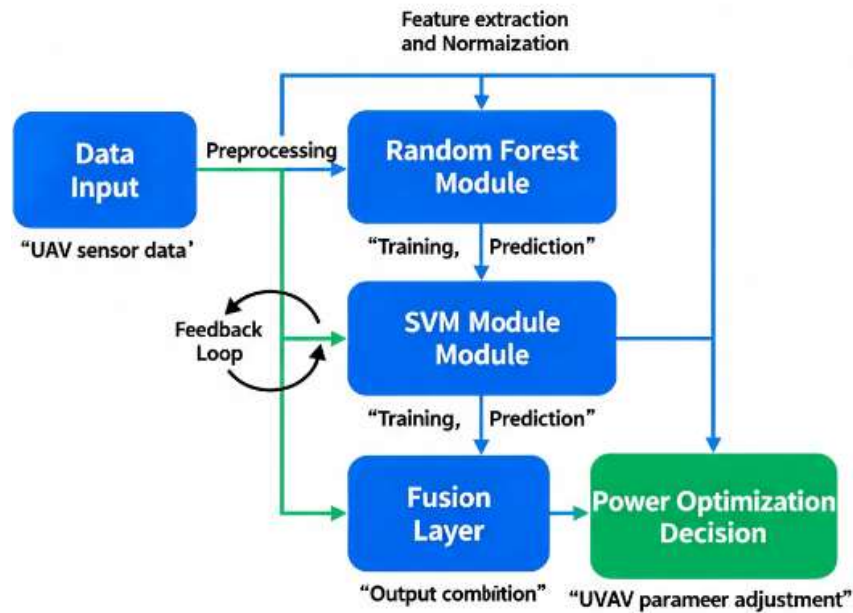 Feature extraction
and Normaization
Data
Input
Preprocessing
Random Forest
Module
"UAV sensor data'
"Training, Prediction"
Feedback
Loop
SVM Module
Module
"Training, Prediction"
Fusion
Layer
Power Optimization
Decision
"Output combition"
"UVAV parameer adjustment"